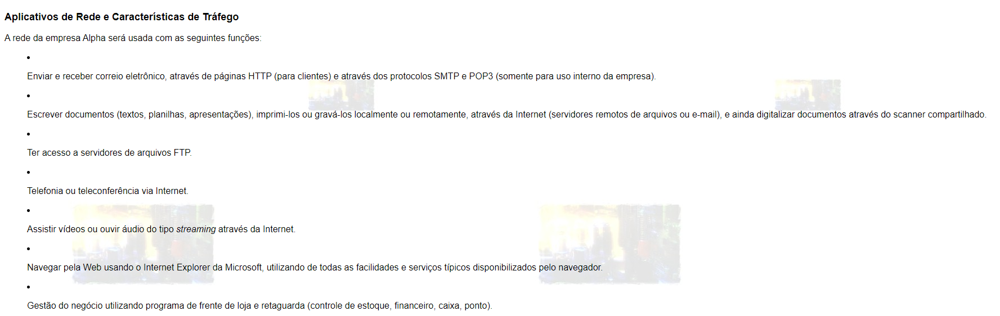 Aplicativos de Rede e Características de Tráfego
A rede da empresa Alpha será usada com as seguintes funções:
•
Enviar e receber correio eletrônico, através de páginas HTTP (para clientes) e através dos protocolos SMTP e POP3 (somente para uso interno da empresa).
•
Escrever documentos (textos, planilhas, apresentações), imprimi-los ou gravá-los localmente ou remotamente, através da Internet (servidores remotos de arquivos ou e-mail), e ainda digitalizar documentos através do scanner compartilhado.
•
Ter acesso a servidores de arquivos FTP.
•
Telefonia ou teleconferência via Internet.
•
Assistir vídeos ou ouvir áudio do tipo streaming através da Internet.
•
Navegar pela Web usando o Internet Explorer da Microsoft, utilizando de todas as facilidades e serviços típicos disponibilizados pelo navegador.
•
Gestão do negócio utilizando programa de frente de loja e retaguarda (controle de estoque, financeiro, caixa, ponto).